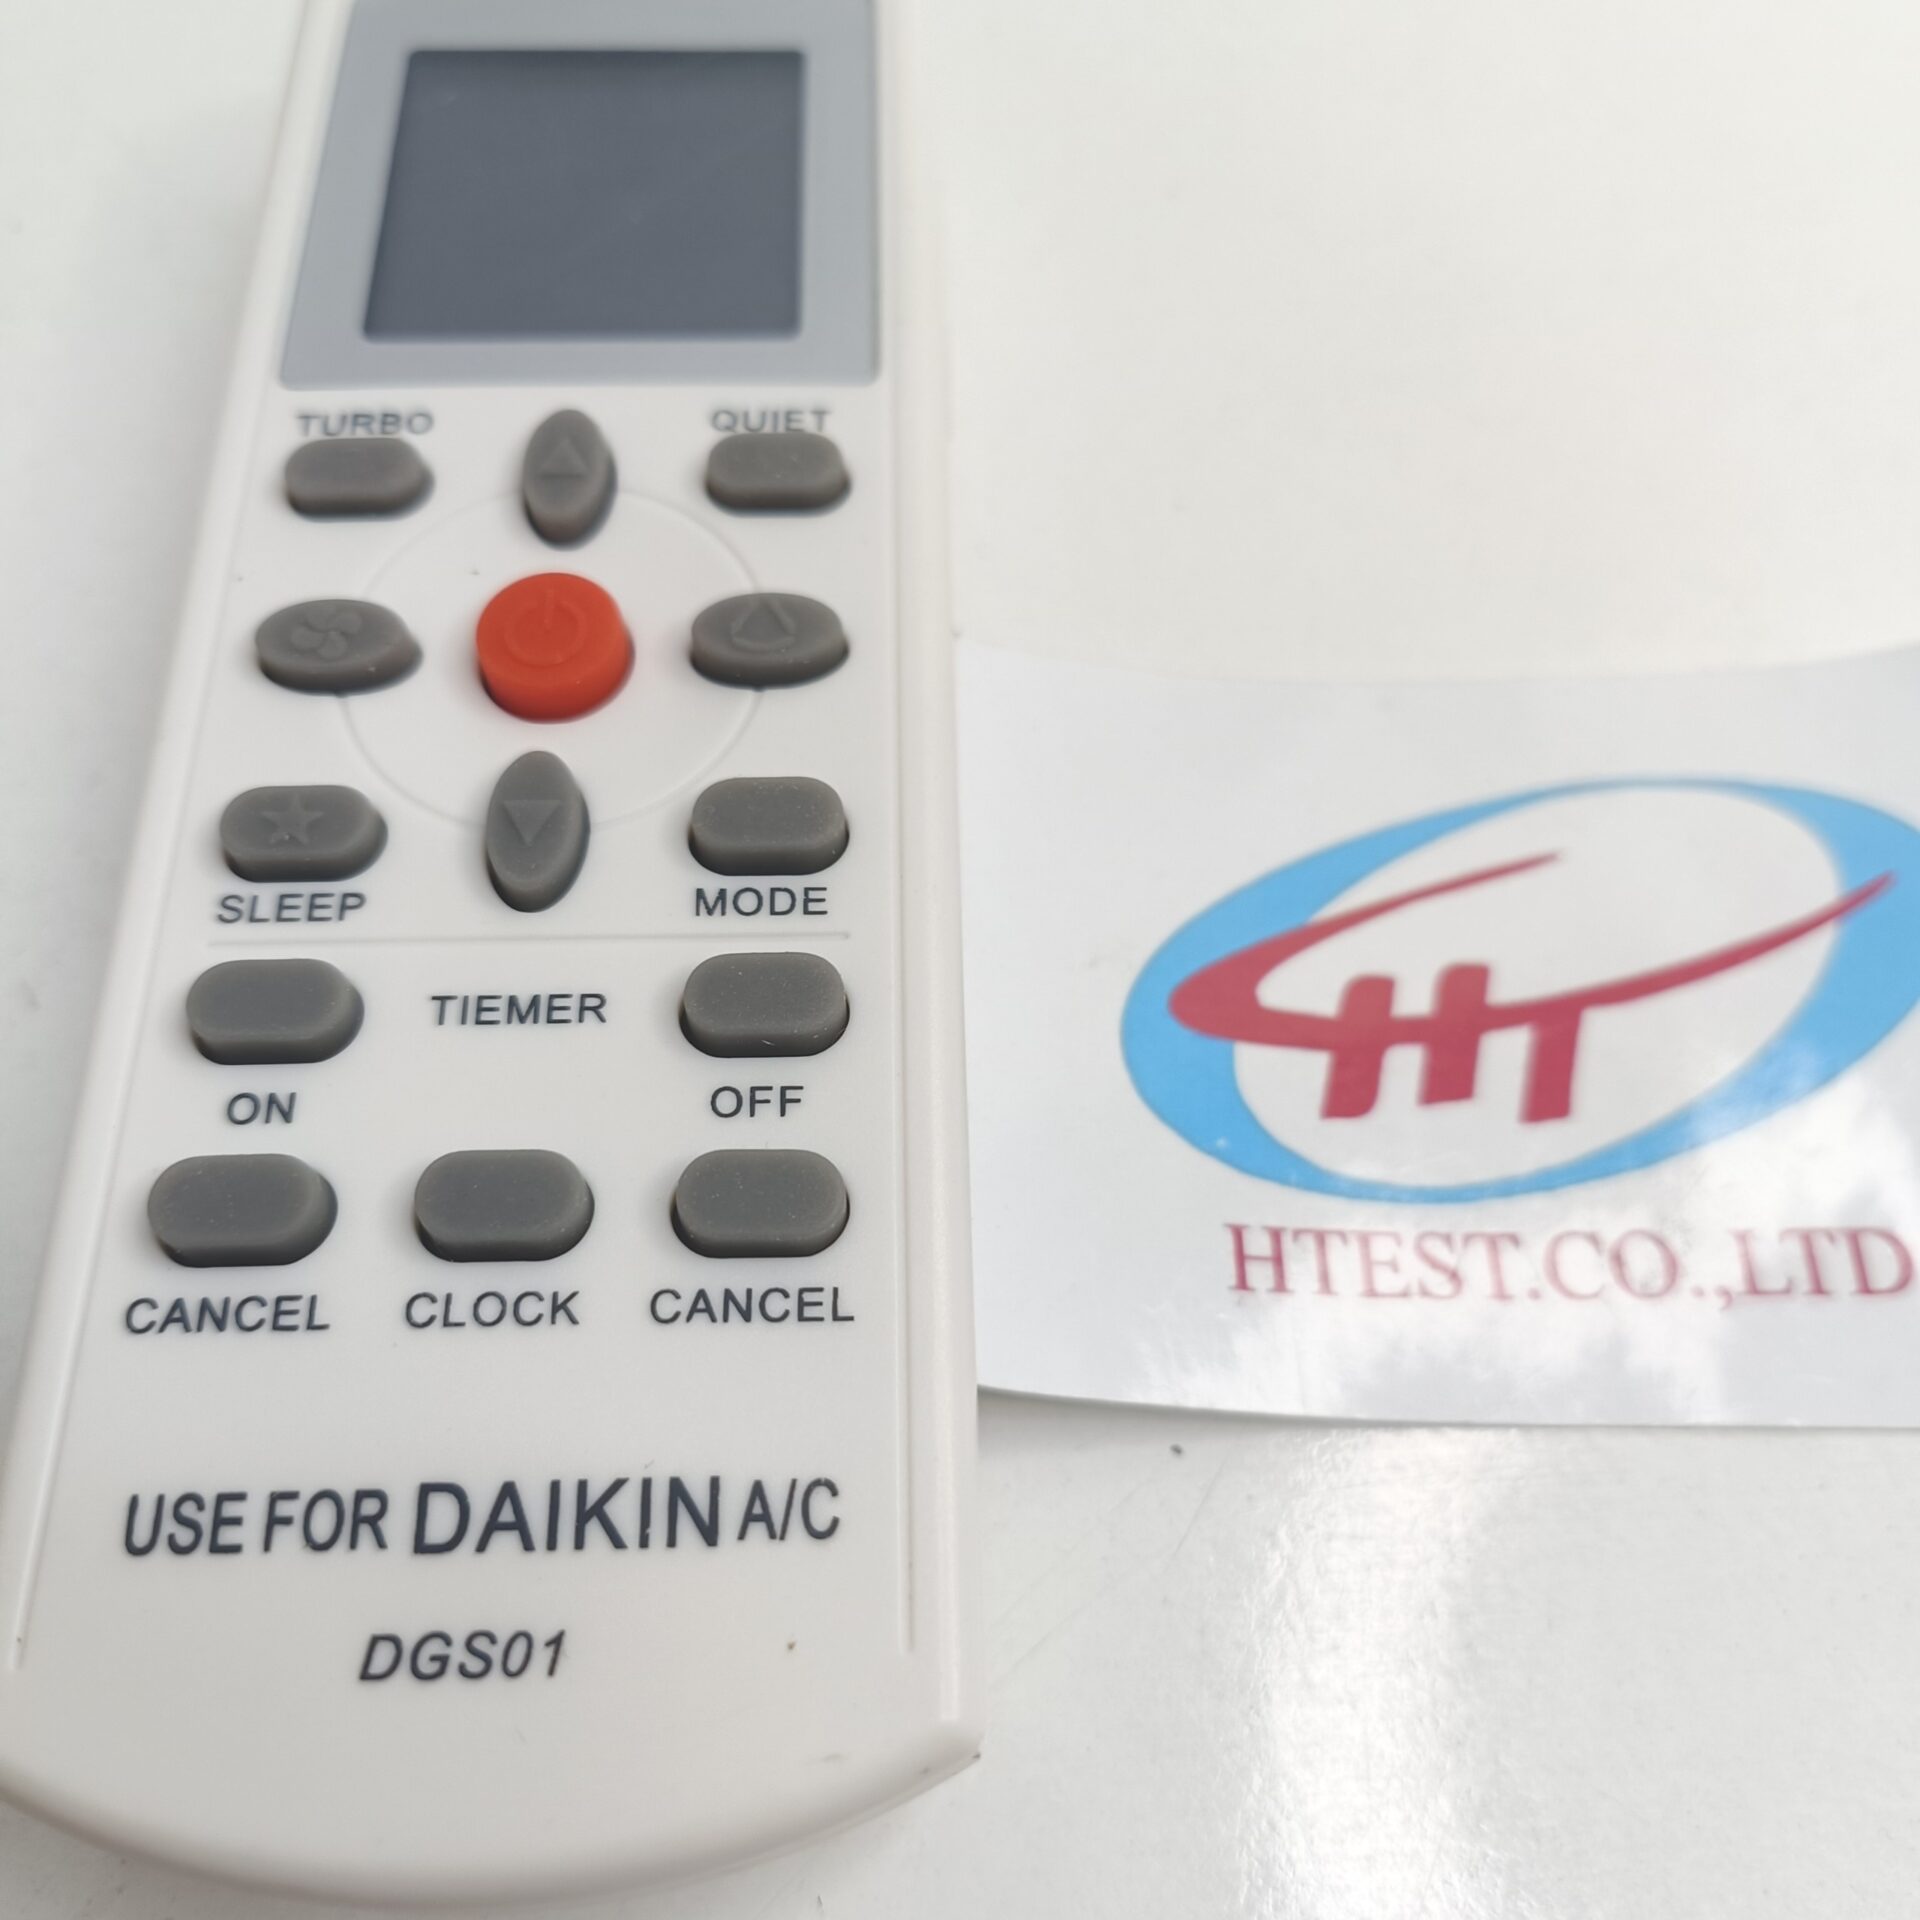 TURBO
QUIET
SLEEP
MODE
TIEMER
ON
OFF
CANCEL
CLOCK
CANCEL
USE FOR DAIKIN A/C
DGS01
HT
HTEST.CO.,LTD